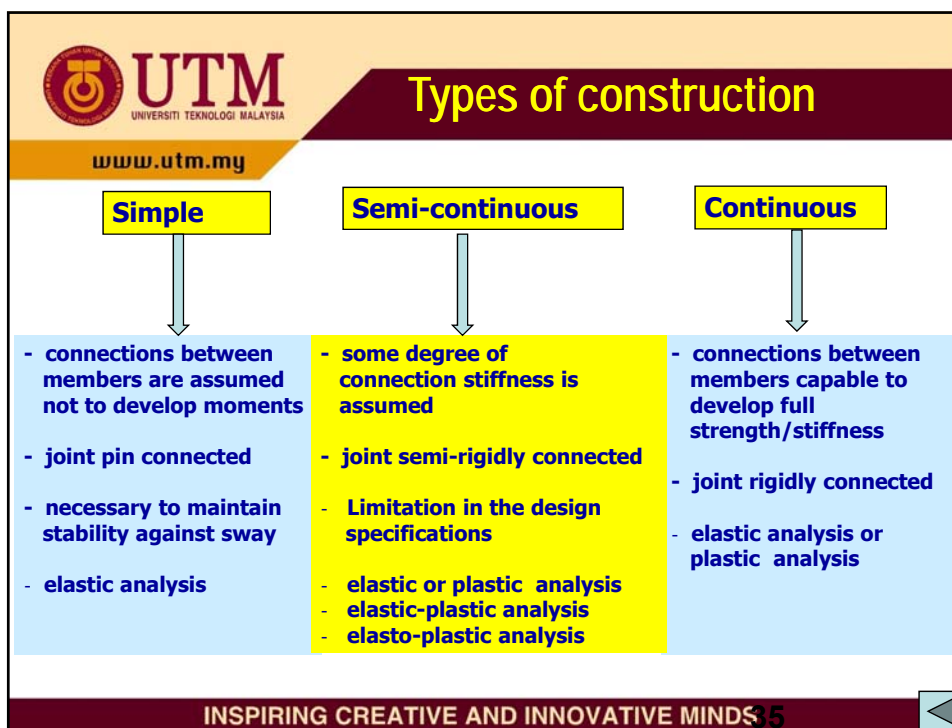 UTM
UNIVERSITI TEKNOLOGI MALAYSIA
www.utm.my
Types of construction
Simple
- connections between
members are assumed
not to develop moments
- joint pin connected
- necessary to maintain
stability against sway
- elastic analysis
Semi-continuous
- some degree of
connection stiffness is
assumed
- joint semi-rigidly connected
- Limitation in the design
specifications
- elastic or plastic analysis
- elastic-plastic analysis
- elasto-plastic analysis
Continuous
- connections between
members capable to
develop full
strength/stiffness
- joint rigidly connected
- elastic analysis or
plastic analysis
INSPIRING CREATIVE AND INNOVATIVE MINDS
35